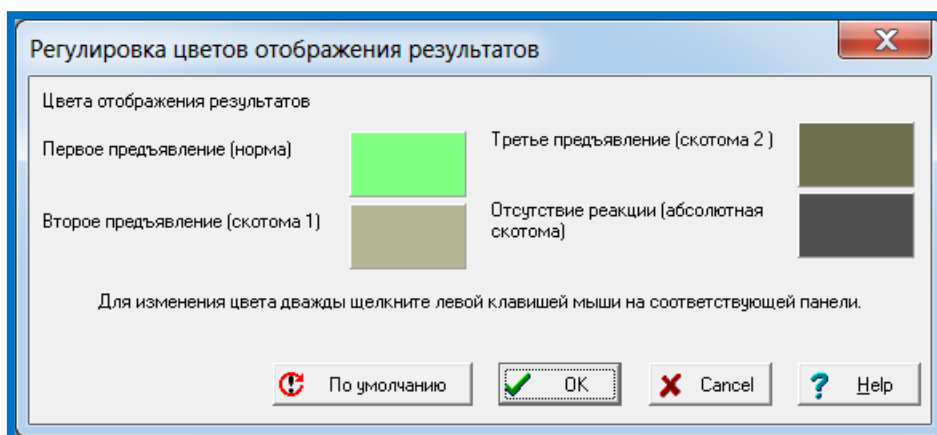 Регулировка цветов отображения результатов
Цвета отображения результатов
Первое предъявление (норма)
Третье предъявление (скотома 2 )
Второе предъявление (скотома 1)
Отсутствие реакции (абсолютная
скотома)
Для изменения цвета дважды щелкните левой клавишей мыши на соответствующей панели.
По умолчанию
OK
Cancel
Help